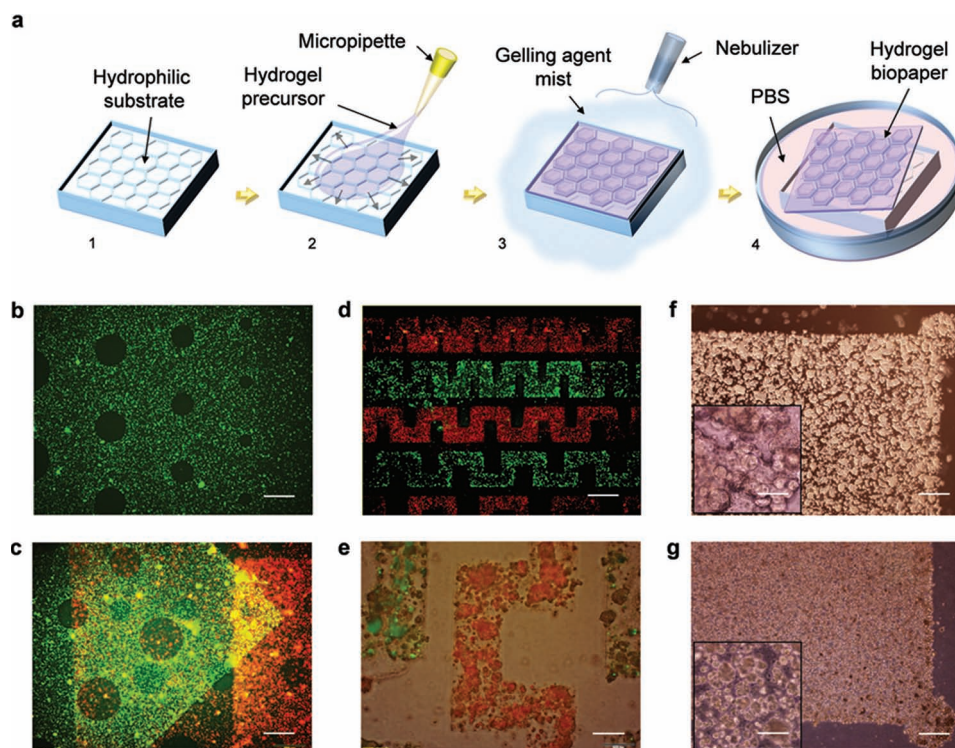 a
Micropipette
Hydrophilic
substrate
Hydrogel
precursor
Gelling agent
mist
Nebulizer
Hydrogel
biopaper
PBS
1
2
3
4
b
d
f
c
e
g